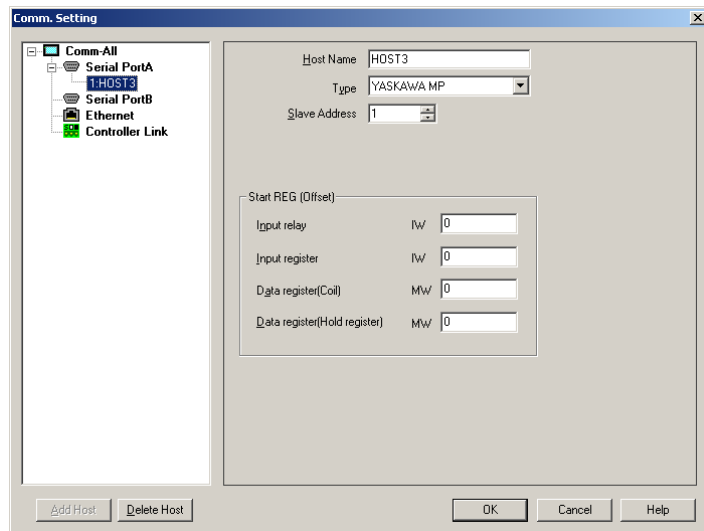 Comm. Setting
Comm-All
Serial PortA
1:HOST3
Serial PortB
Ethernet
Controller Link
Host Name HOST3
Type YASKAWA MP
Slave Address 1
Start REG (Offset)
Input relay IW 0
Input register IW 0
Data register(Coil) MW 0
Data register(Hold register) MW 0
Add Host Delete Host OK Cancel Help